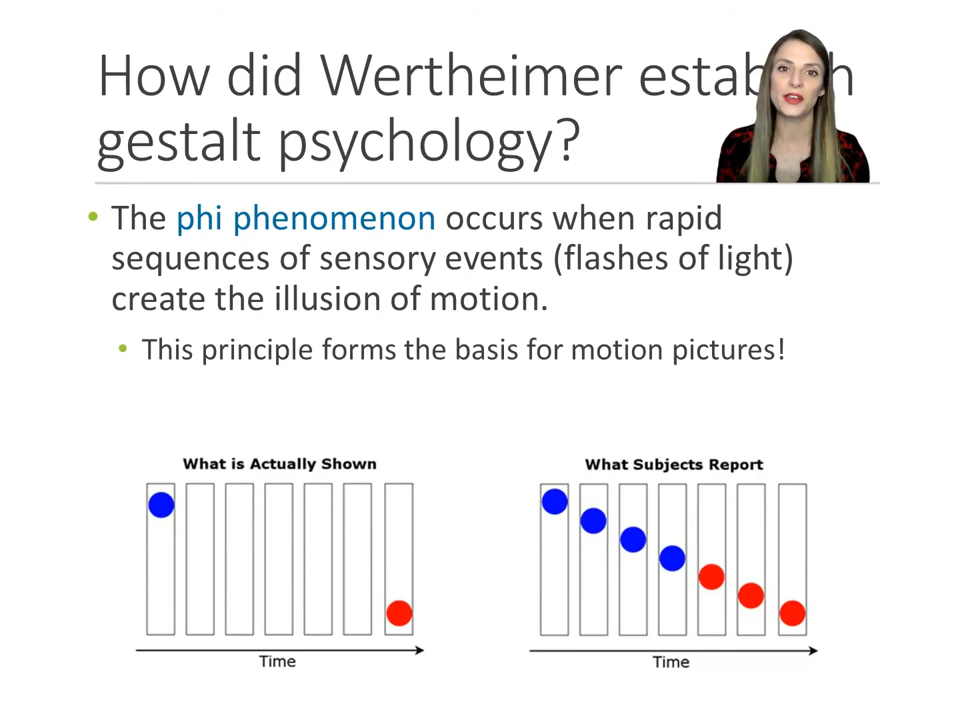 How did Wertheimer estab h
gestalt psychology?
• The phi phenomenon occurs when rapid
sequences of sensory events (flashes of light)
create the illusion of motion.
• This principle forms the basis for motion pictures!
What is Actually Shown
What Subjects Report
Time
Time